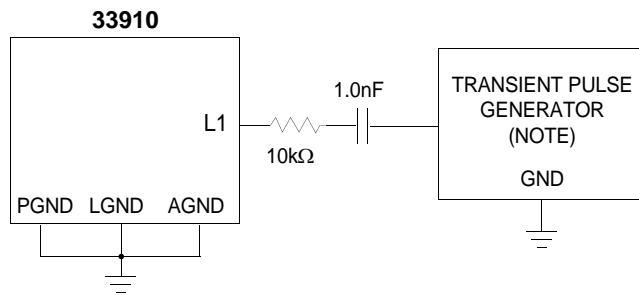 33910
1.0nF
TRANSIENT PULSE
GENERATOR
(NOTE)
L1
10kΩ
GND
PGND LGND AGND